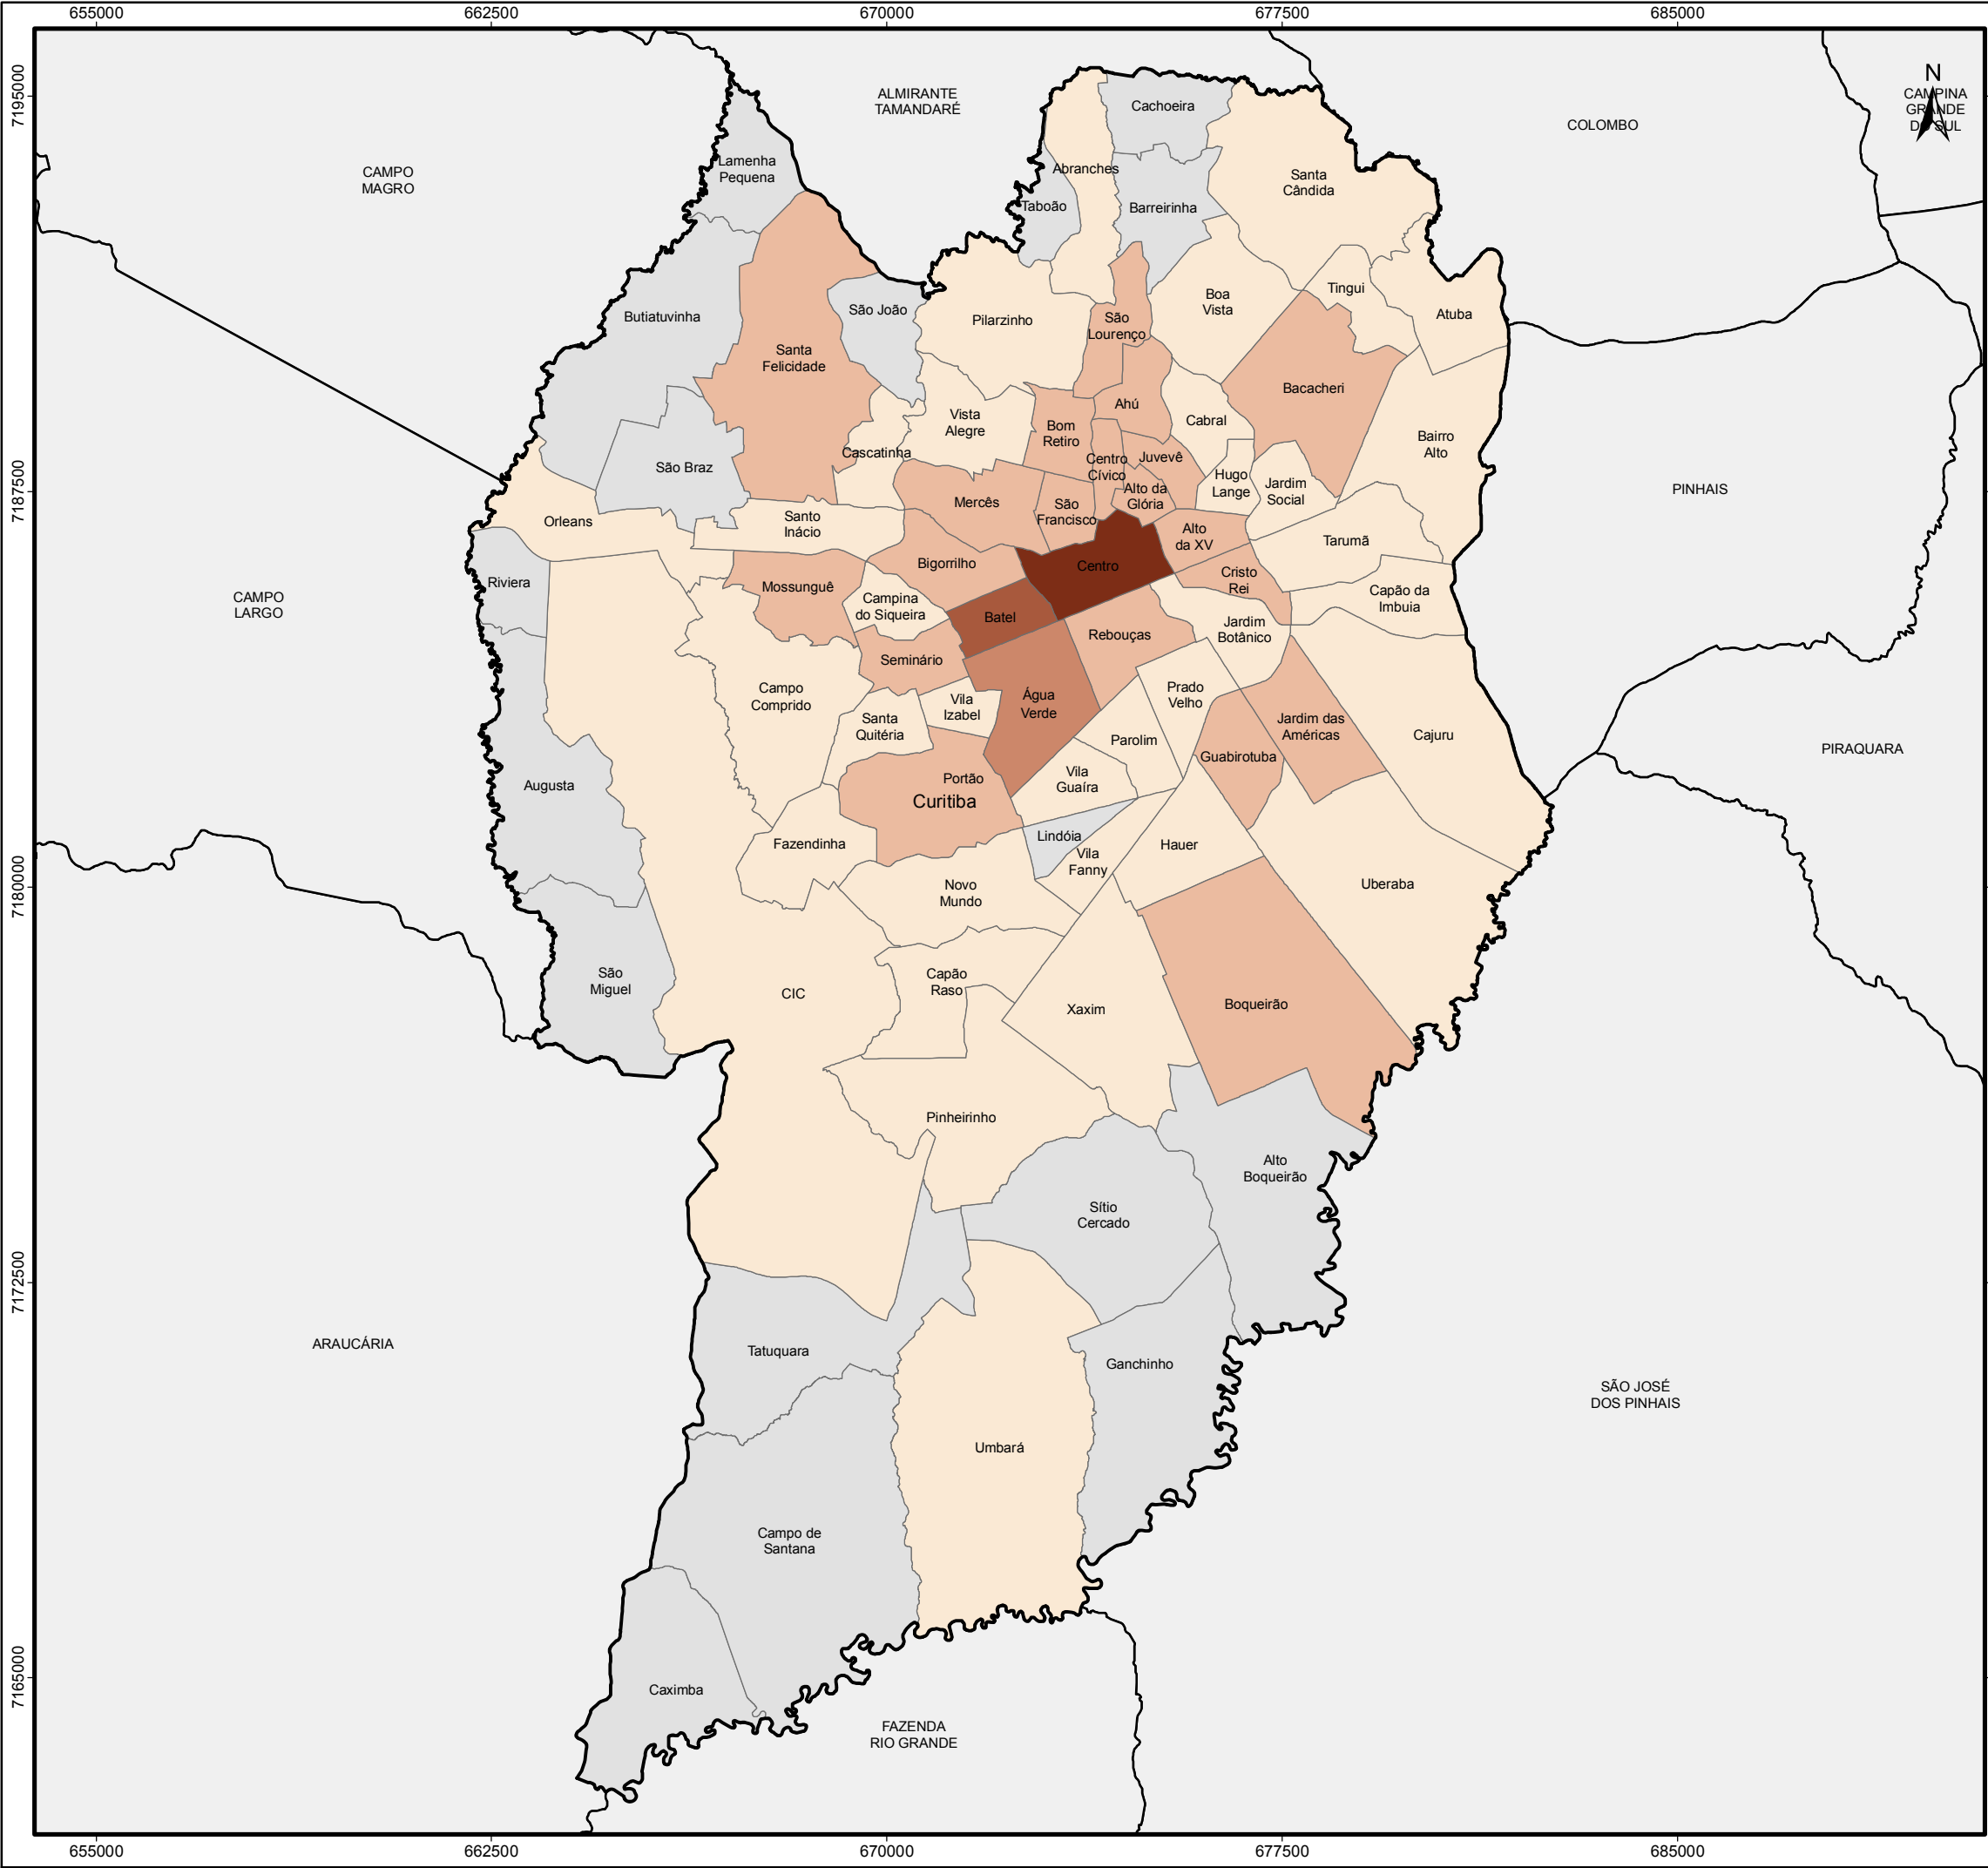 655000
662500
670000
677500
685000
7195000
7187500
7180000
7172500
7165000
N
CAMPINA
GRANDE
DO SUL
ALMIRANTE
TAMANDARÉ
COLOMBO
CAMPO
MAGRO
Cachoeira
Lamenha
Pequena
Abranches
Santa
Cândida
Taboão
Barreirinha
Butiatuvinha
São João
Pilarzinho
São
Lourenço
Boa
Vista
Tingui
Atuba
Santa
Felicidade
Bacacheri
Ahú
Cabral
Vista
Alegre
Bom
Retiro
Bairro
Alto
Cascatinha
São Braz
Centro
Cívico
Juvevê
Hugo
Lange
Jardim
Social
PINHAIS
Mercês
São
Francisco
Alto da
Glória
Orleans
Santo
Inácio
Alto
da XV
Tarumã
Bigorrilho
Centro
Riviera
Mossunguê
Cristo
Rei
Capão da
Imbuia
CAMPO
LARGO
Campina
do Siqueira
Batel
Rebouças
Jardim
Botânico
Seminário
Campo
Comprido
Vila
Izabel
Água
Verde
Prado
Velho
Santa
Quitéria
Parolim
Guabirotuba
Jardim das
Américas
Cajuru
PIRAQUARA
Augusta
Portão
Curitiba
Vila
Guaíra
Fazendinha
Lindóia
Vila
Fanny
Hauer
Uberaba
Novo
Mundo
São
Miguel
CIC
Capão
Raso
Xaxim
Boqueirão
Pinheirinho
Alto
Boqueirão
Sítio
Cercado
ARAUCÁRIA
Tatuquara
Ganchinho
SÃO JOSÉ
DOS PINHAIS
Umbará
Campo de
Santana
Caximba
FAZENDA
RIO GRANDE
655000
662500
670000
677500
685000